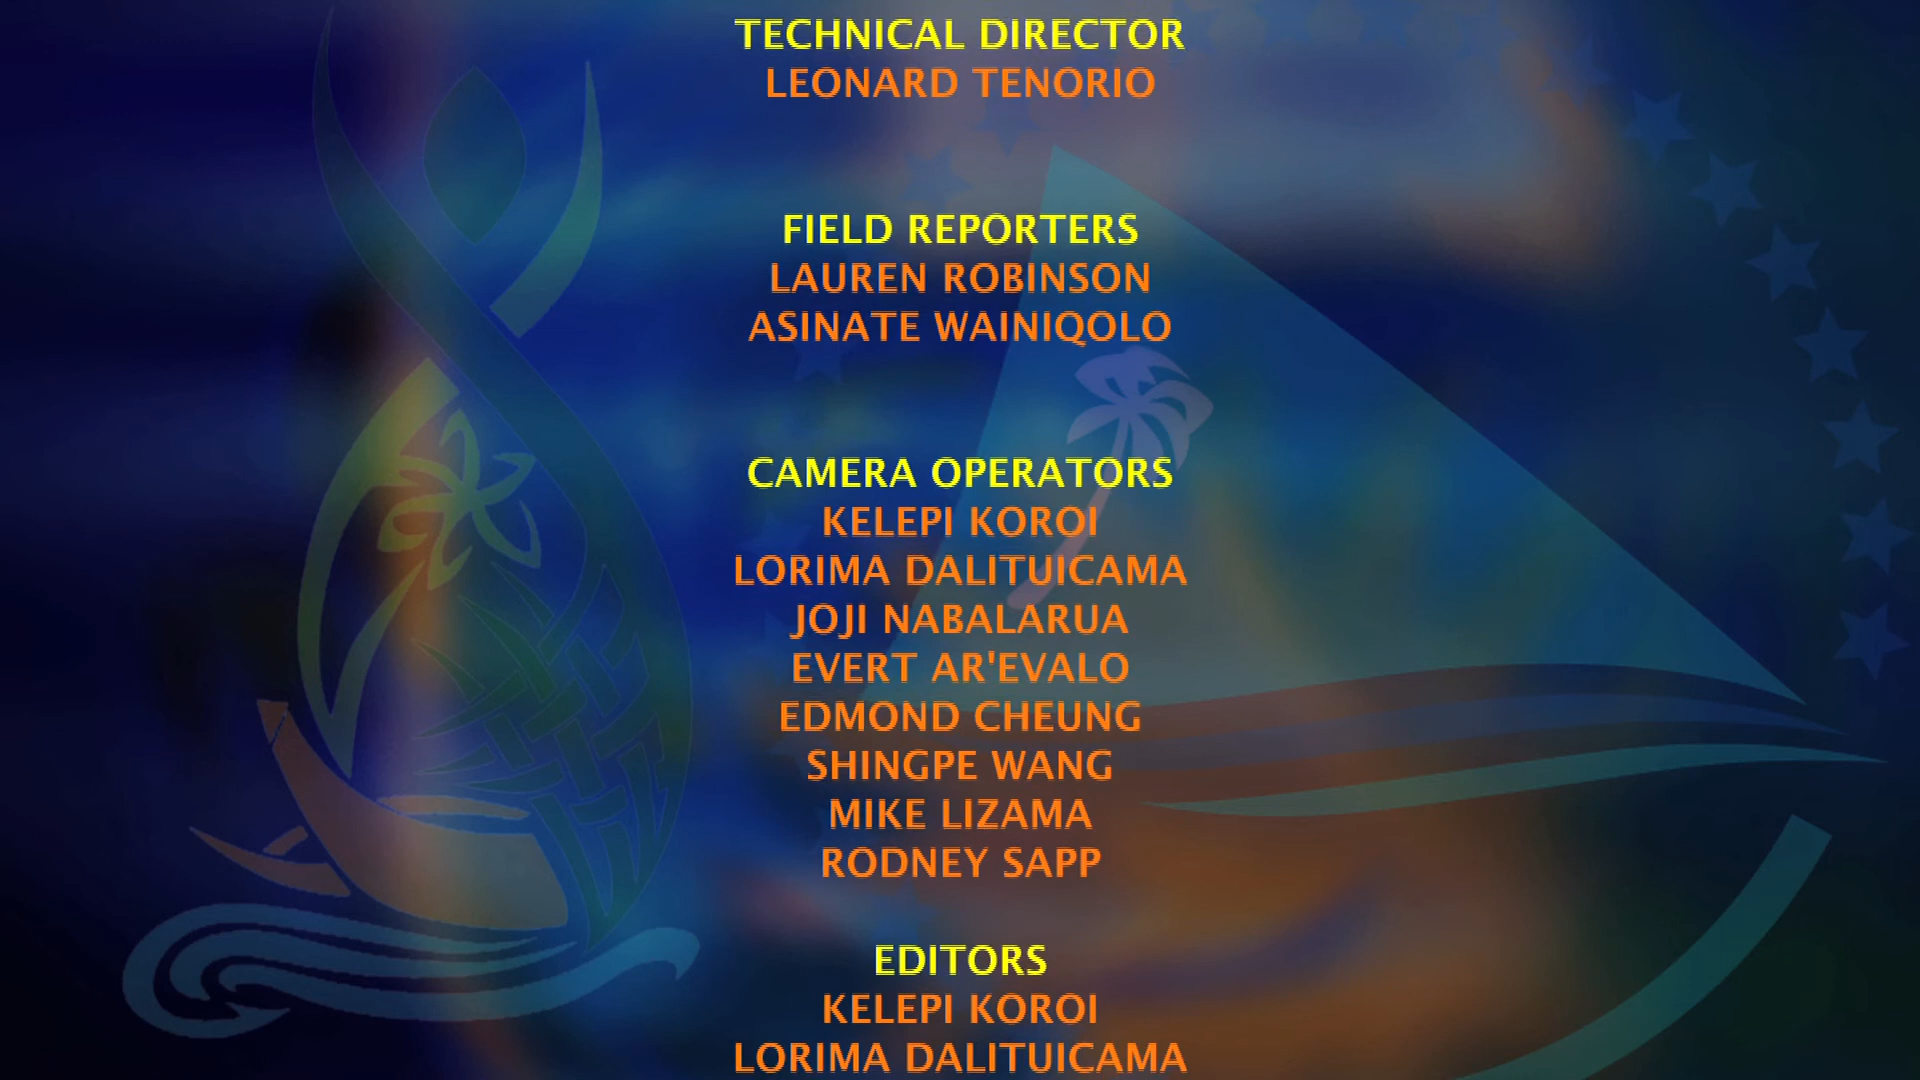 TECHNICAL DIRECTOR
LEONARD TENORIO
FIELD REPORTERS
LAUREN ROBINSON
ASINATE WAINIQOLO
CAMERA OPERATORS
KELEPI KOROI
LORIMA DALITUICAMA
JOJI NABALARUA
EVERT AR'EVALO
EDMOND CHEUNG
SHINGPE WANG
MIKE LIZAMA
RODNEY SAPP
EDITORS
KELEPI KOROI
LORIMA DALITUICAMA